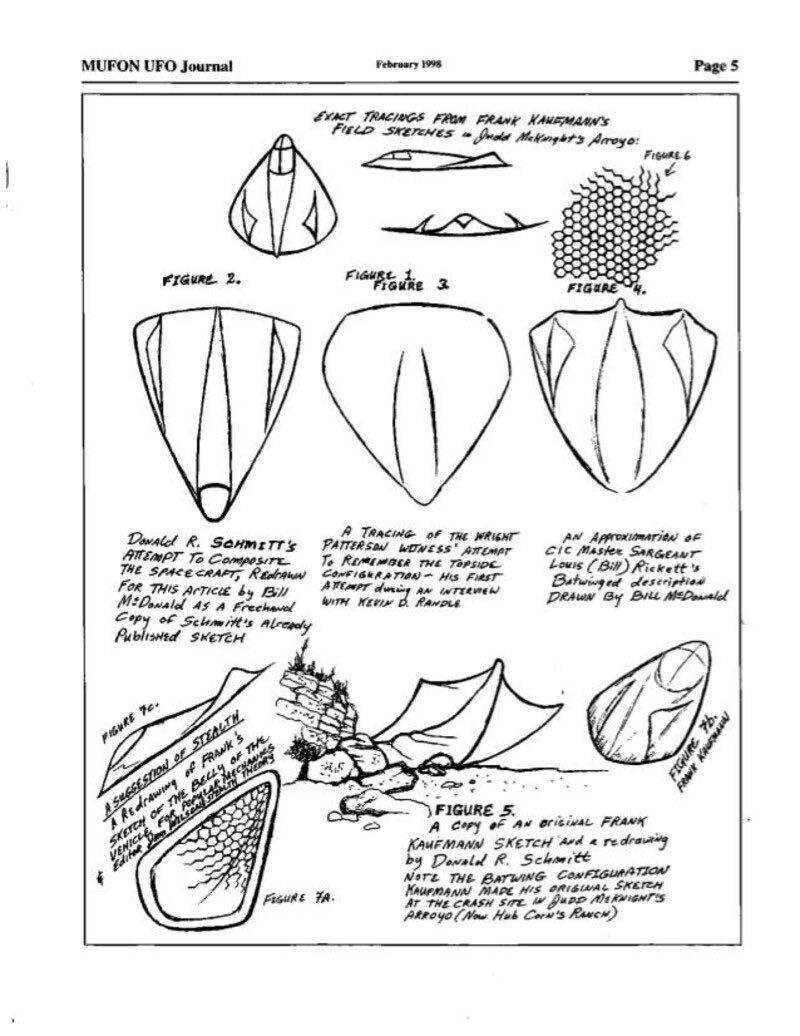 MUFON UFO Journal
February 1998
Page 5
EXACT TRACINGS FROM FRANK KAUFMANN'S
FIELD SKETCHES in Judd McKnight's Arroyo:
FIGURE 6
FIGURE 2.
FIGURE 1.
FIGURE 3.
FIGURE 4.
DONALD R. SCHMITT'S
ATTEMPT TO COMPOSITE
THE SPACECRAFT, REDRAWN
FOR THIS ARTICLE by Bill
McDONALD AS A FREEHAND
COPY OF SCHMITT'S ALREADY
PUBLISHED SKETCH
A TRACING OF THE WRIGHT
PATTERSON WITNESS' ATTEMPT
TO REMEMBER THE TOPSIDE
CONFIGURATION - HIS FIRST
ATTEMPT during AN INTERVIEW
WITH KEVIN D. RANDLE
AN APPROXIMATION OF
CIC MASTER SARGEANT
LOUIS (BILL) RICKETT'S
BATWINGED description
DRAWN By BILL McDONALD
FIGURE 7C.
A SUGGESTION OF STEALTH
A REDRAWING OF FRANK'S
SKETCH OF THE BELLY OF THE
VEHICLE FOR POPULAR MECHANICS
EDITOR JIM WILSON'S STEALTH THEORY
FIGURE 7A.
FIGURE 7b.
FRANK KAUFMANN
FIGURE 5.
A COPY OF AN ORIGINAL FRANK
KAUFMANN SKETCH and a redrawing
by DONALD R. SCHMITT
NOTE THE BATWING CONFIGURATION
KAUFMANN MADE HIS ORIGINAL SKETCH
AT THE CRASH SITE IN JUDD McKNIGHT'S
ARROYO (NOW HUB CORN'S RANCH)